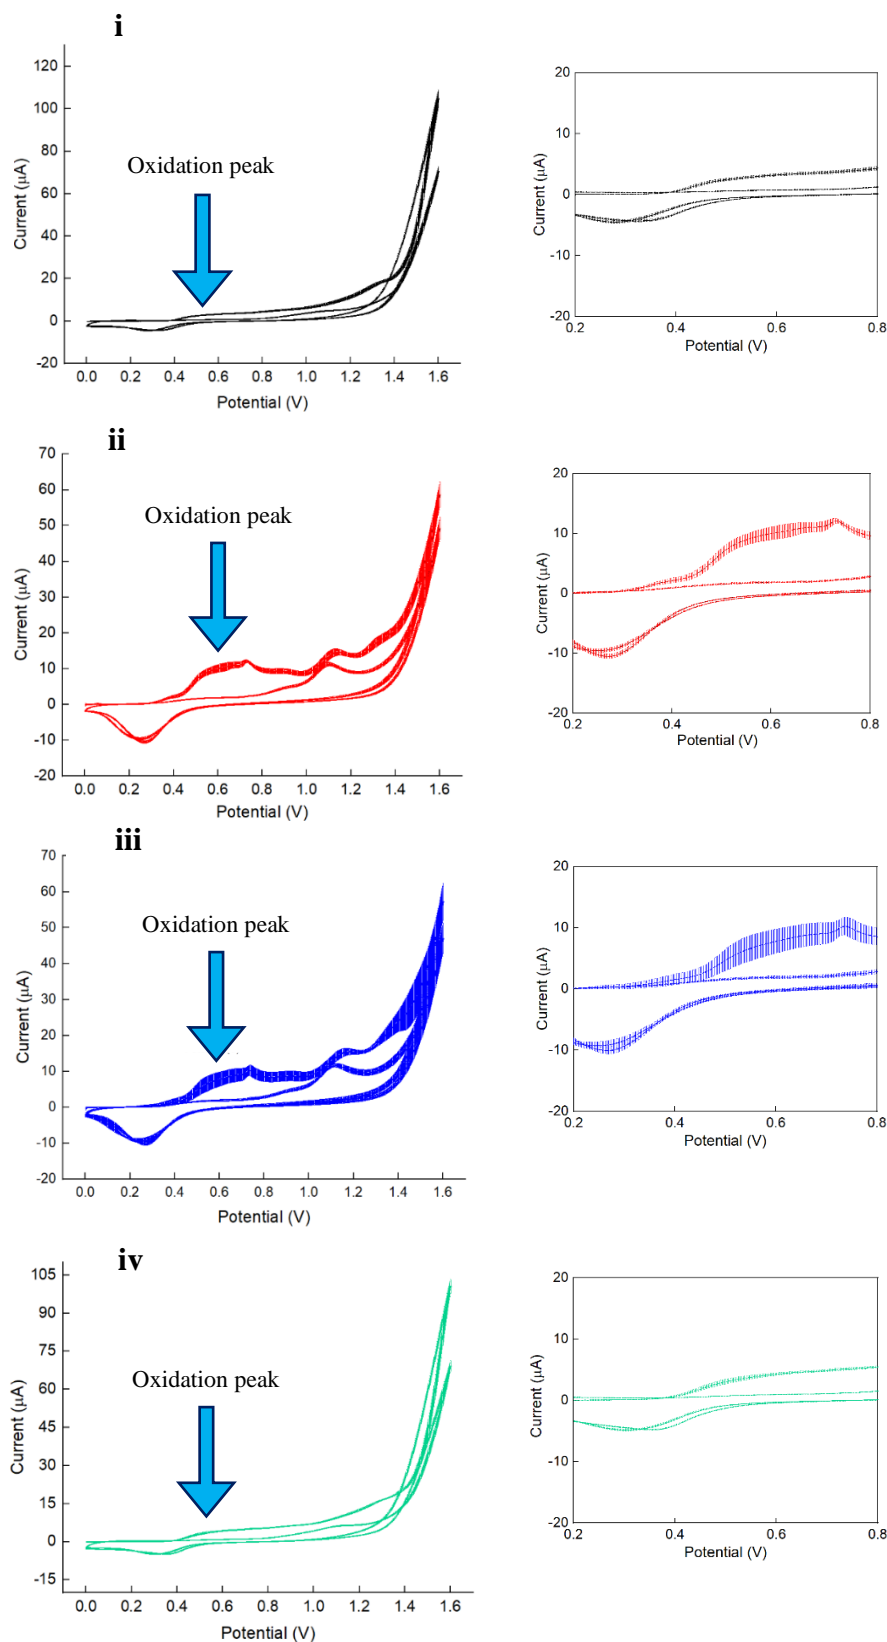 i
120
100
80
60
40
20
0
-20
Current (μA)
Oxidation peak
0.0 0.2 0.4 0.6 0.8 1.0 1.2 1.4 1.6
Potential (V)
20
10
0
-10
-20
Current (μA)
0.2 0.4 0.6 0.8
Potential (V)
ii
70
60
50
40
30
20
10
0
-10
-20
Current (μA)
Oxidation peak
0.0 0.2 0.4 0.6 0.8 1.0 1.2 1.4 1.6
Potential (V)
20
10
0
-10
-20
Current (μA)
0.2 0.4 0.6 0.8
Potential (V)
iii
70
60
50
40
30
20
10
0
-10
-20
Current (μA)
Oxidation peak
0.0 0.2 0.4 0.6 0.8 1.0 1.2 1.4 1.6
Potential (V)
20
10
0
-10
-20
Current (μA)
0.2 0.4 0.6 0.8
Potential (V)
iv
105
90
75
60
45
30
15
0
-15
Current (μA)
Oxidation peak
0.0 0.2 0.4 0.6 0.8 1.0 1.2 1.4 1.6
Potential (V)
20
10
0
-10
-20
Current (μA)
0.2 0.4 0.6 0.8
Potential (V)